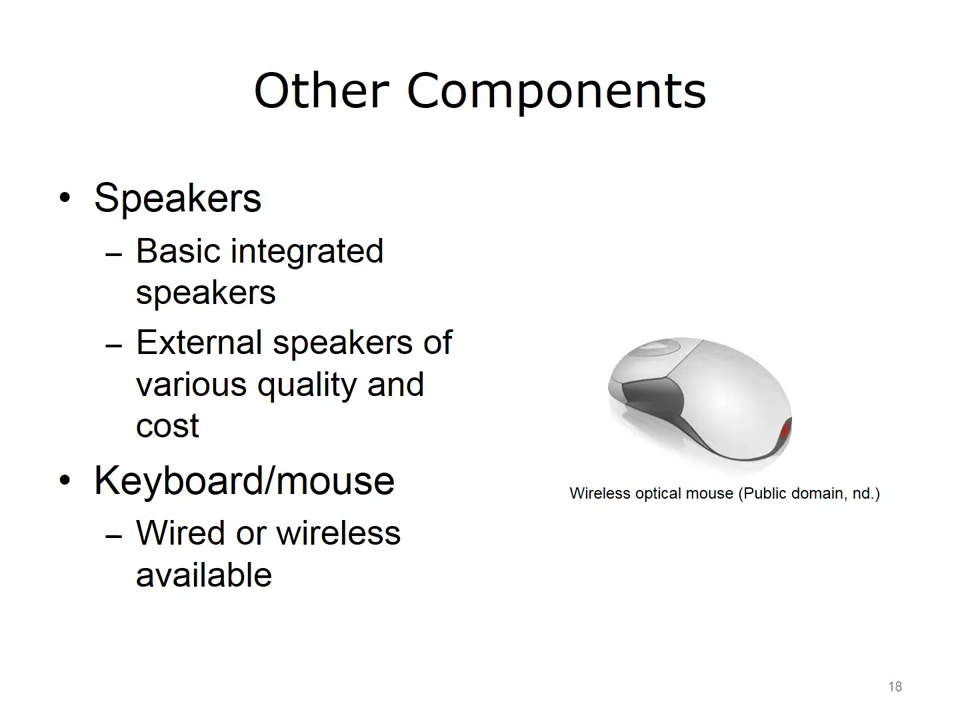 Other Components
• Speakers
– Basic integrated
speakers
– External speakers of
various quality and
cost
• Keyboard/mouse
– Wired or wireless
available
Wireless optical mouse (Public domain, nd.)
18